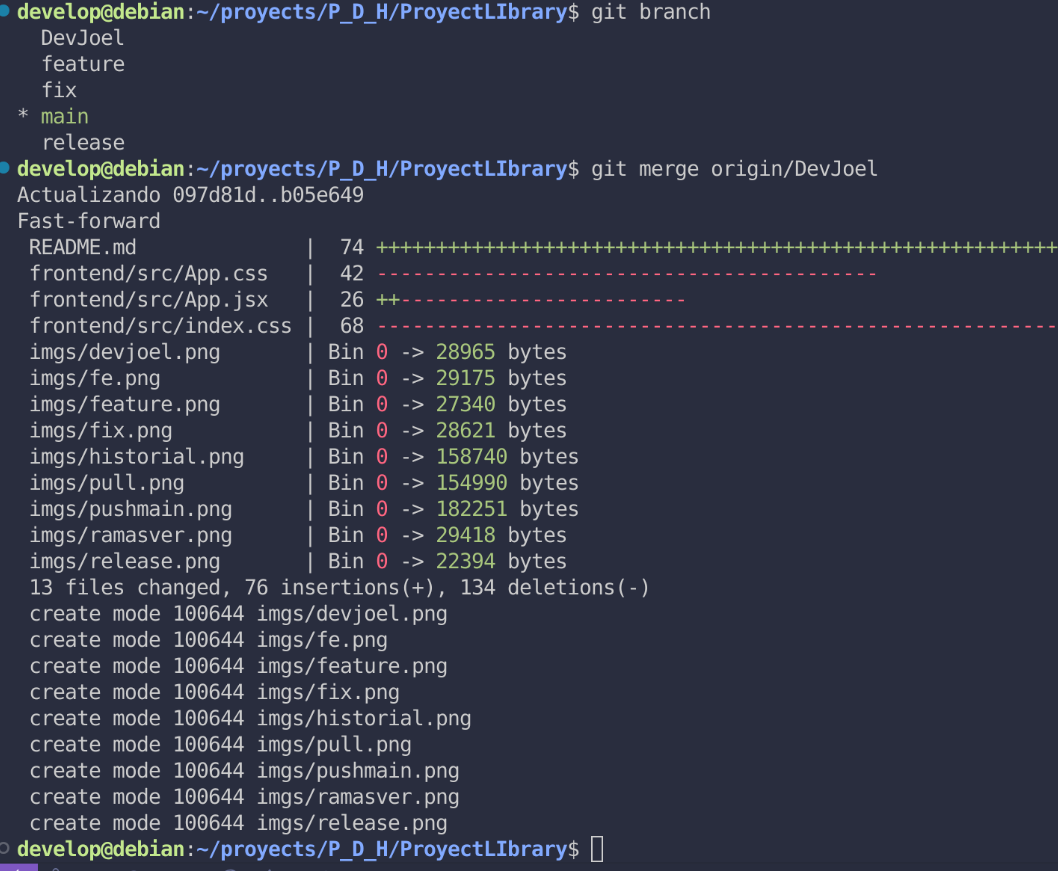 develop@debian:~/proyects/P_D_H/ProyectLIbrary$ git branch
  DevJoel
  feature
  fix
* main
  release
develop@debian:~/proyects/P_D_H/ProyectLIbrary$ git merge origin/DevJoel
Actualizando 097d81d..b05e649
Fast-forward
 README.md              |  74 +++++++++++++++++++++++++++++++++++++++++++++++++++++++++
 frontend/src/App.css   |  42 ------------------------------------------
 frontend/src/App.jsx   |  26 ++------------------------
 frontend/src/index.css |  68 ---------------------------------------------------------
 imgs/devjoel.png       | Bin 0 -> 28965 bytes
 imgs/fe.png            | Bin 0 -> 29175 bytes
 imgs/feature.png       | Bin 0 -> 27340 bytes
 imgs/fix.png           | Bin 0 -> 28621 bytes
 imgs/historial.png     | Bin 0 -> 158740 bytes
 imgs/pull.png          | Bin 0 -> 154990 bytes
 imgs/pushmain.png      | Bin 0 -> 182251 bytes
 imgs/ramasver.png      | Bin 0 -> 29418 bytes
 imgs/release.png       | Bin 0 -> 22394 bytes
 13 files changed, 76 insertions(+), 134 deletions(-)
 create mode 100644 imgs/devjoel.png
 create mode 100644 imgs/fe.png
 create mode 100644 imgs/feature.png
 create mode 100644 imgs/fix.png
 create mode 100644 imgs/historial.png
 create mode 100644 imgs/pull.png
 create mode 100644 imgs/pushmain.png
 create mode 100644 imgs/ramasver.png
 create mode 100644 imgs/release.png
develop@debian:~/proyects/P_D_H/ProyectLIbrary$